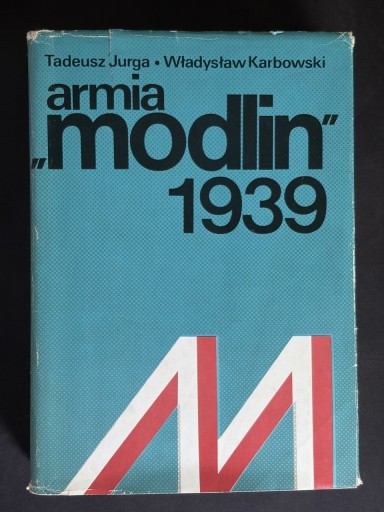 Tadeusz Jurga • Władysław Karbowski
armia
„modlin”
1939
M